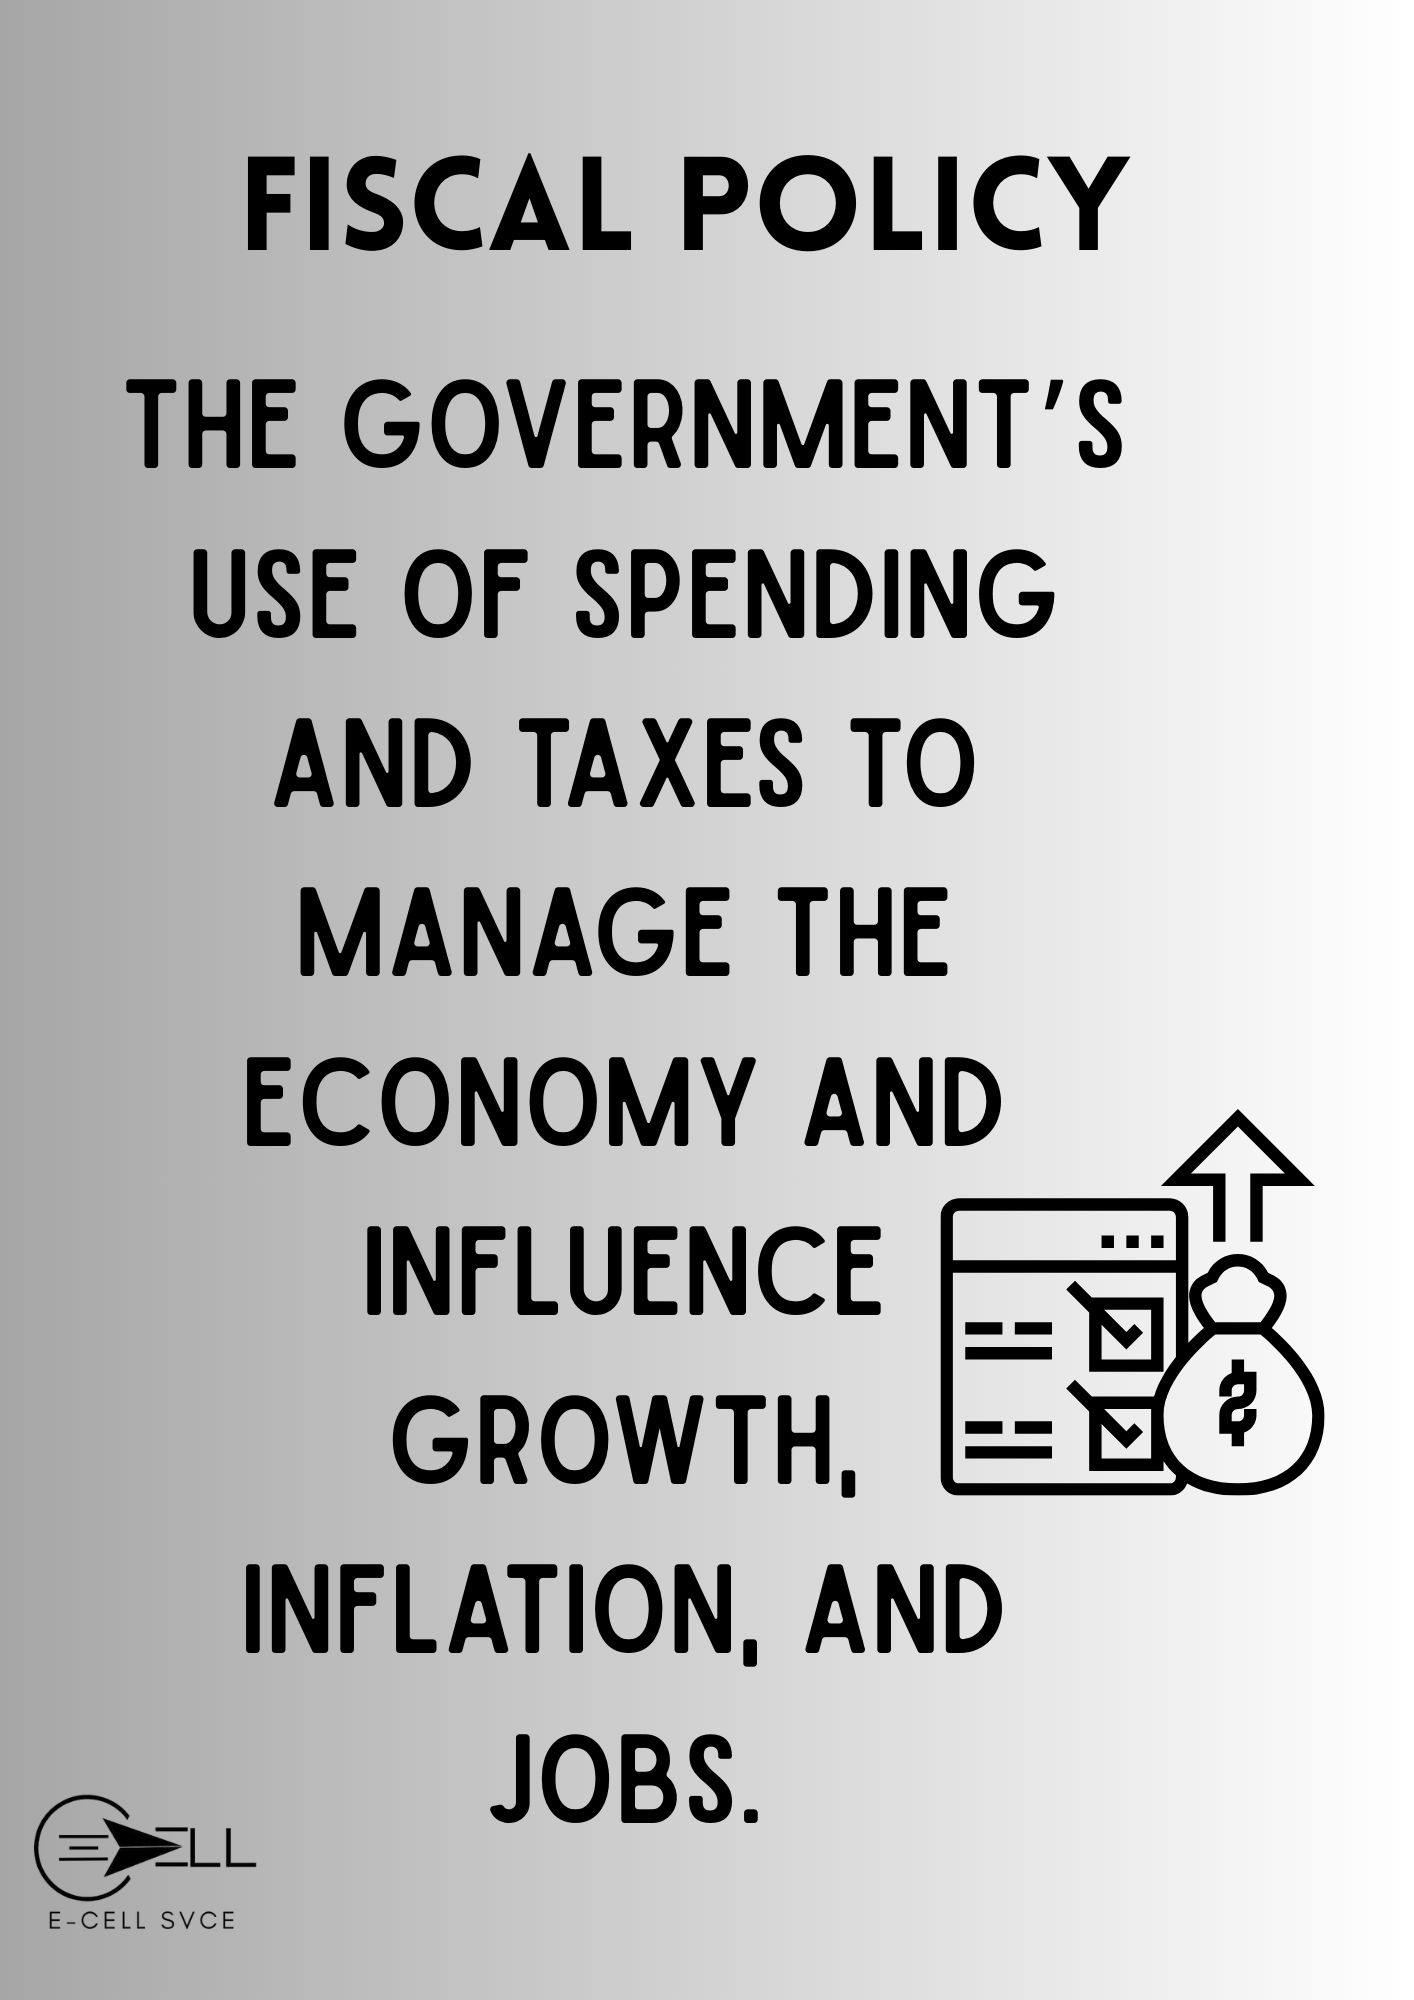 FISCAL POLICY
THE GOVERNMENT'S
USE OF SPENDING
AND TAXES TO
MANAGE THE
ECONOMY AND
INFLUENCE
GROWTH,
INFLATION, AND
JOBS.
$
E ELL
E-CELL SVCE